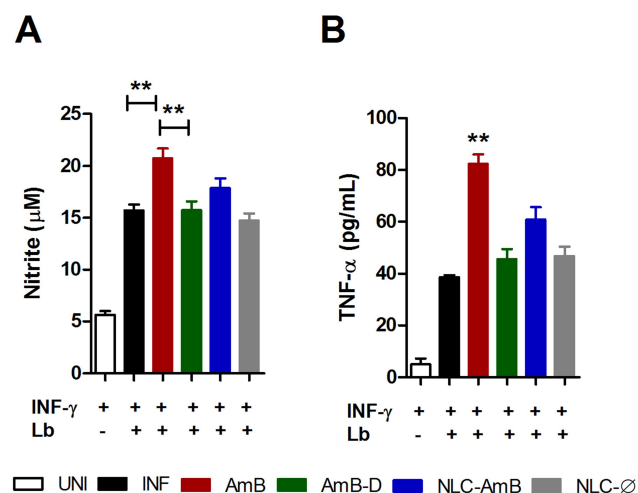 A
B
**
**
25
20
15
10
5
0
Nitrite (μM)
INF-γ + + + + + +
Lb - + + + + +
**
100
80
60
40
20
0
TNF-α (pg/mL)
INF-γ + + + + + +
Lb - + + + + +
UNI INF AmB AmB-D NLC-AmB NLC-∅